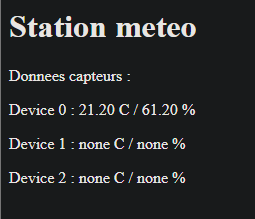 Station meteo
Donnees capteurs :
Device 0 : 21.20 C / 61.20 %
Device 1 : none C / none %
Device 2 : none C / none %